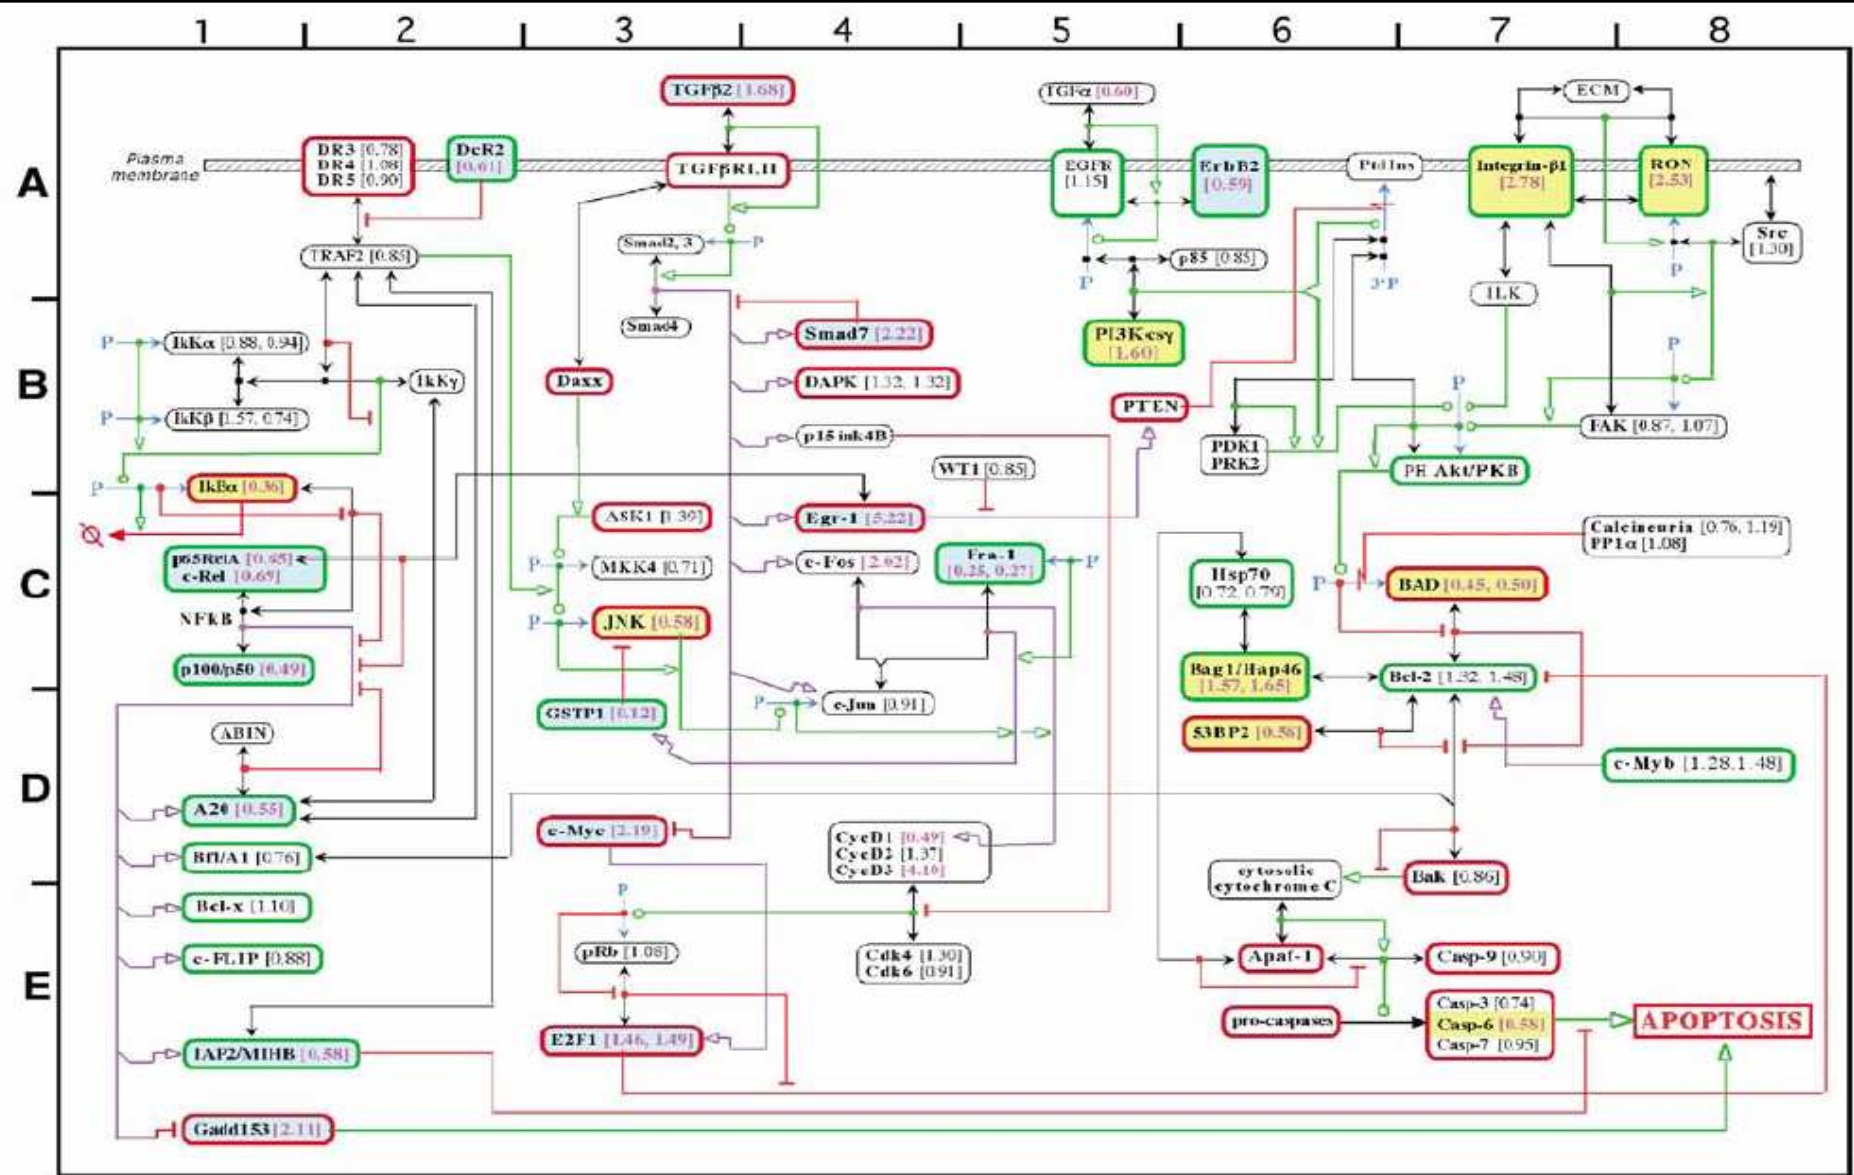 1 2 3 4 5 6 7 8
A
B
C
D
E
TGFβ2 [1.68]
TGFα [0.60]
ECM
Plasma
membrane
DR3 [0.78]
DR4 [1.08]
DR5 [0.90]
DcR2
[0.61]
TGFβRI,II
EGFR
[1.15]
ErbB2
[0.59]
PtdIns
Integrin-β1
[2.78]
RON
[2.53]
TRAF2 [0.85]
Smad2, 3
P
p85 [0.85]
P
3'P
P
Src
[1.30]
ILK
Smad4
Smad7 [2.22]
PI3Kcsγ
[1.60]
P
IkKα [0.88, 0.94]
IkKγ
P
IkKβ [1.57, 0.74]
Daxx
DAPK [1.32, 1.32]
PTEN
P
P
p15ink4B
PDK1
PRK2
FAK [0.87, 1.07]
WT1 [0.85]
PH Akt/PKB
P
IkBα [0.36]
ASK1 [1.39]
Egr-1 [5.22]
Calcineuria [0.76, 1.19]
PP1α [1.08]
p65RelA [0.65]
c-Rel [0.69]
P
MKK4 [0.71]
c-Fos [2.02]
Fra-1
[0.25, 0.27]
P
Hsp70
[0.72, 0.79]
P
BAD [0.45, 0.50]
NFkB
P
JNK [0.58]
p100/p50 [0.49]
Bag1/Hap46
[1.57, 1.65]
Bcl-2 [1.32, 1.48]
GSTP1 [0.12]
P
c-Jun [0.91]
ABIN
53BP2 [0.56]
c-Myb [1.28.1.48]
A20 [0.55]
c-Myc [2.19]
CycD1 [0.49]
CycD2 [1.37]
CycD3 [4.10]
Bfl/A1 [0.76]
cytosolic
cytochrome C
Bak [0.86]
Bcl-x [1.10]
P
pRb [1.08]
Cdk4 [1.30]
Cdk6 [0.91]
c-FLIP [0.88]
Apaf-1
Casp-9 [0.90]
pro-caspases
Casp-3 [0.74]
Casp-6 [0.58]
Casp-7 [0.95]
APOPTOSIS
E2F1 [1.46, 1.49]
IAP2/MIHB [0.58]
Gadd153 [2.11]